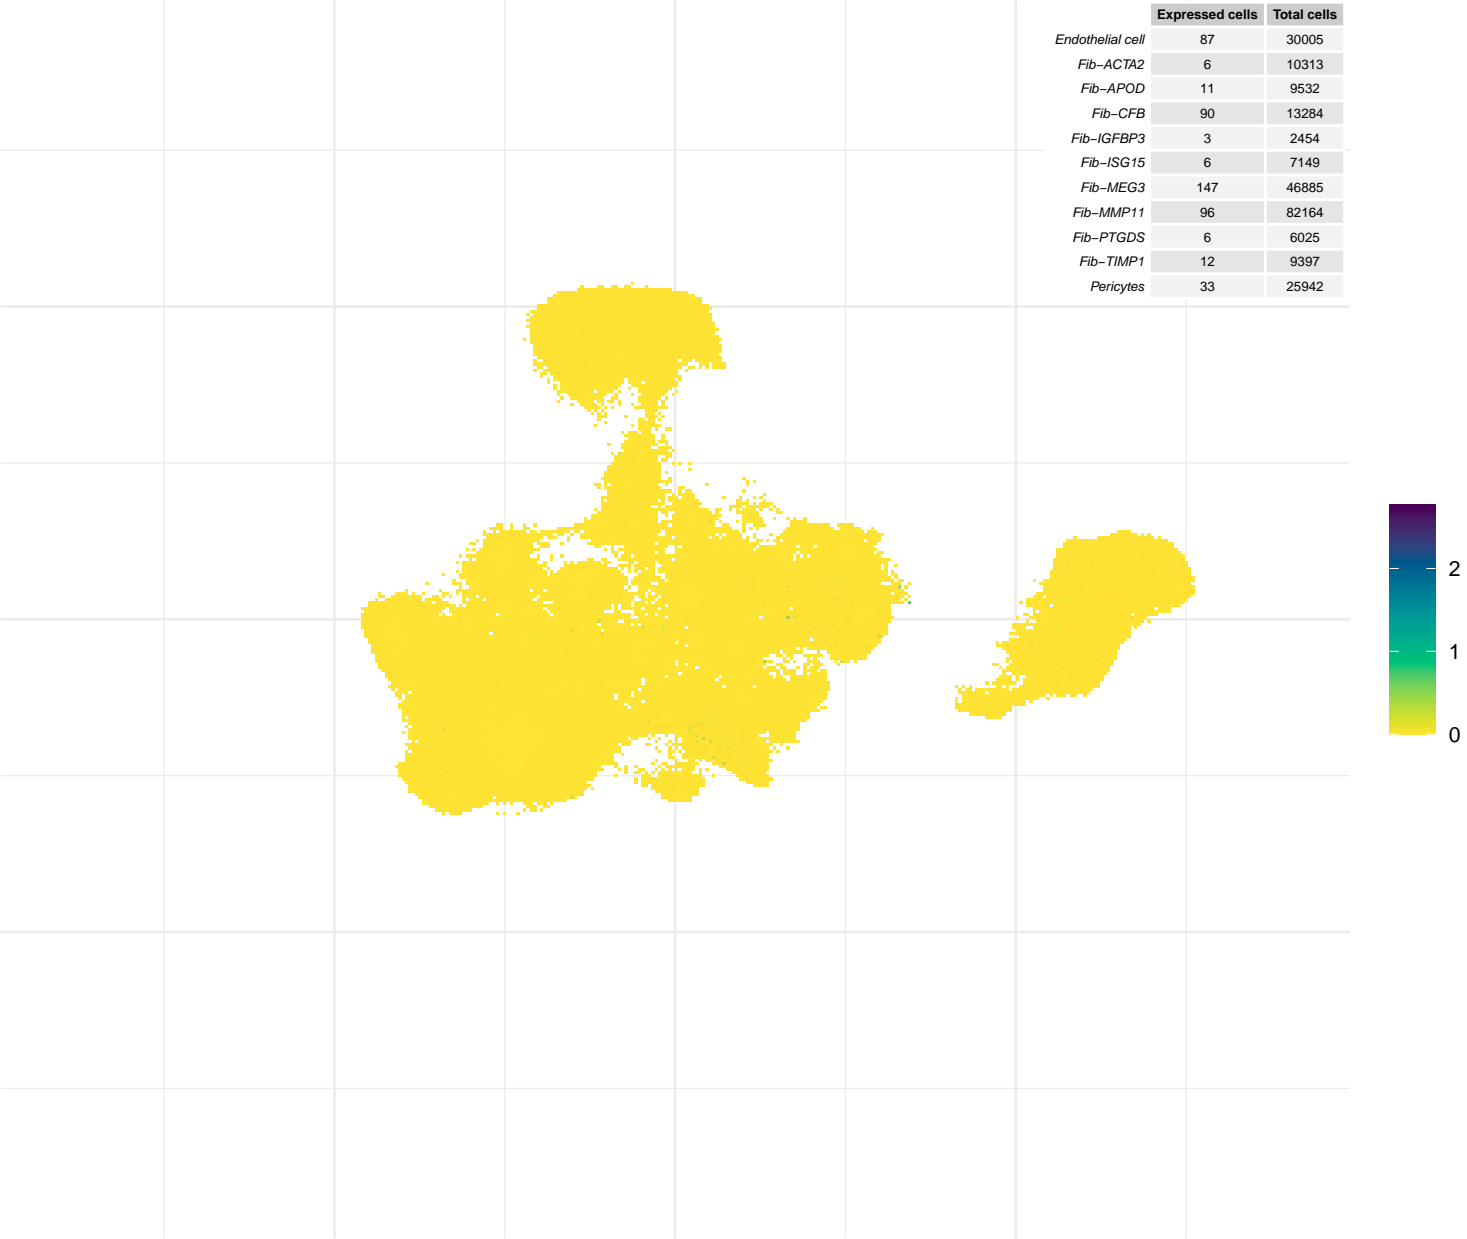 Expressed cells Total cells
Endothelial cell 87 30005
Fib−ACTA2 6 10313
Fib−APOD 11 9532
Fib−CFB 90 13284
Fib−IGFBP3 3 2454
Fib−ISG15 6 7149
Fib−MEG3 147 46885
Fib−MMP11 96 82164
Fib−PTGDS 6 6025
Fib−TIMP1 12 9397
Pericytes 33 25942
2
1
0